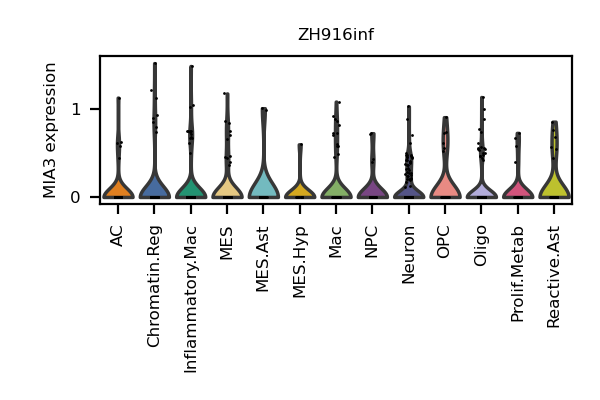 ZH916inf
MIA3 expression
1
0
AC
Chromatin.Reg
Inflammatory.Mac
MES
MES.Ast
MES.Hyp
Mac
NPC
Neuron
OPC
Oligo
Prolif.Metab
Reactive.Ast